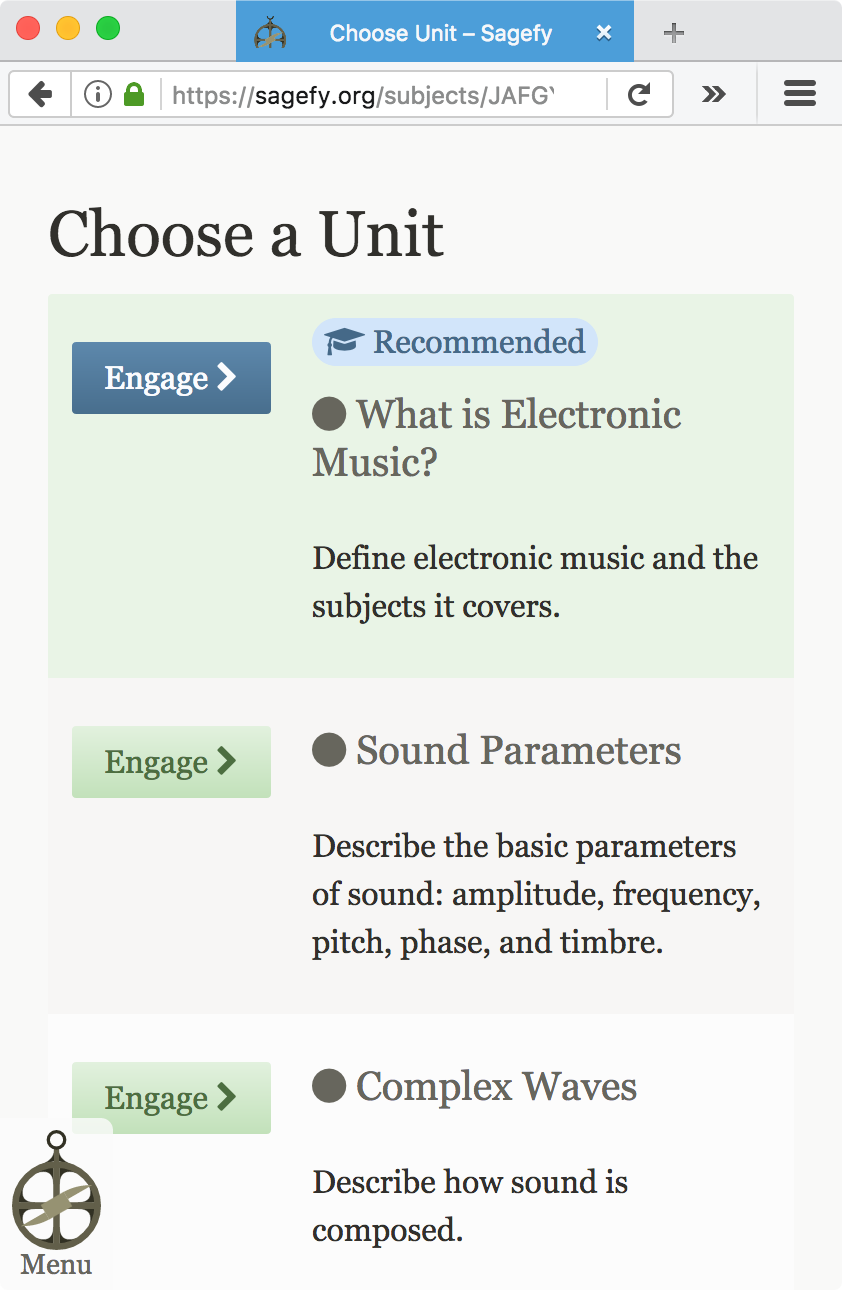 Choose Unit – Sagefy
https://sagefy.org/subjects/JAFGY
Choose a Unit
Recommended
Engage
What is Electronic
Music?
Define electronic music and the
subjects it covers.
Engage
Sound Parameters
Describe the basic parameters
of sound: amplitude, frequency,
pitch, phase, and timbre.
Engage
Complex Waves
Describe how sound is
composed.
Menu